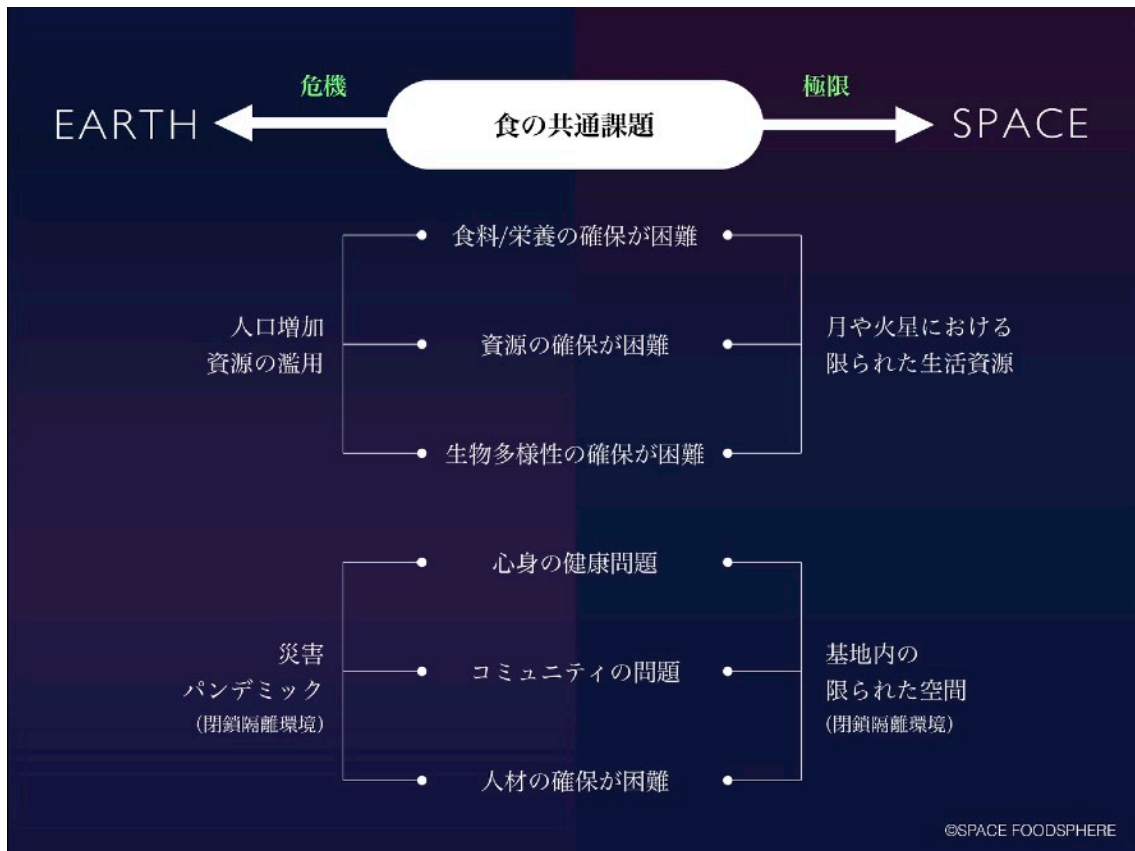 危機
極限
EARTH
食の共通課題
SPACE
食料/栄養の確保が困難
人口増加
資源の濫用
資源の確保が困難
月や火星における
限られた生活資源
生物多様性の確保が困難
心身の健康問題
災害
パンデミック
(閉鎖隔離環境)
コミュニティの問題
基地内の
限られた空間
(閉鎖隔離環境)
人材の確保が困難
©SPACE FOODSPHERE